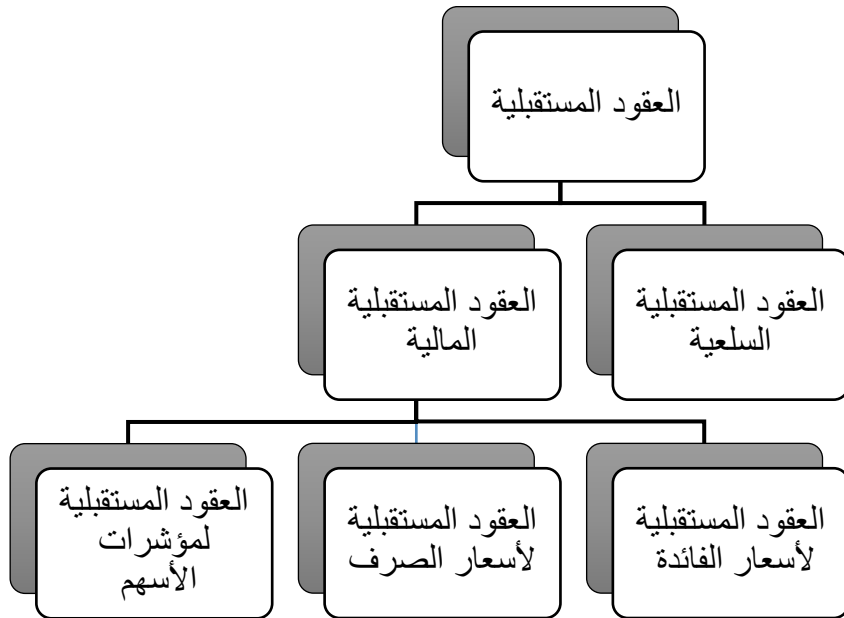 العقود المستقبلية
العقود المستقبلية
السلعية
العقود المستقبلية
المالية
العقود المستقبلية
لأسعار الفائدة
العقود المستقبلية
لأسعار الصرف
العقود المستقبلية
لمؤشرات
الأسهم